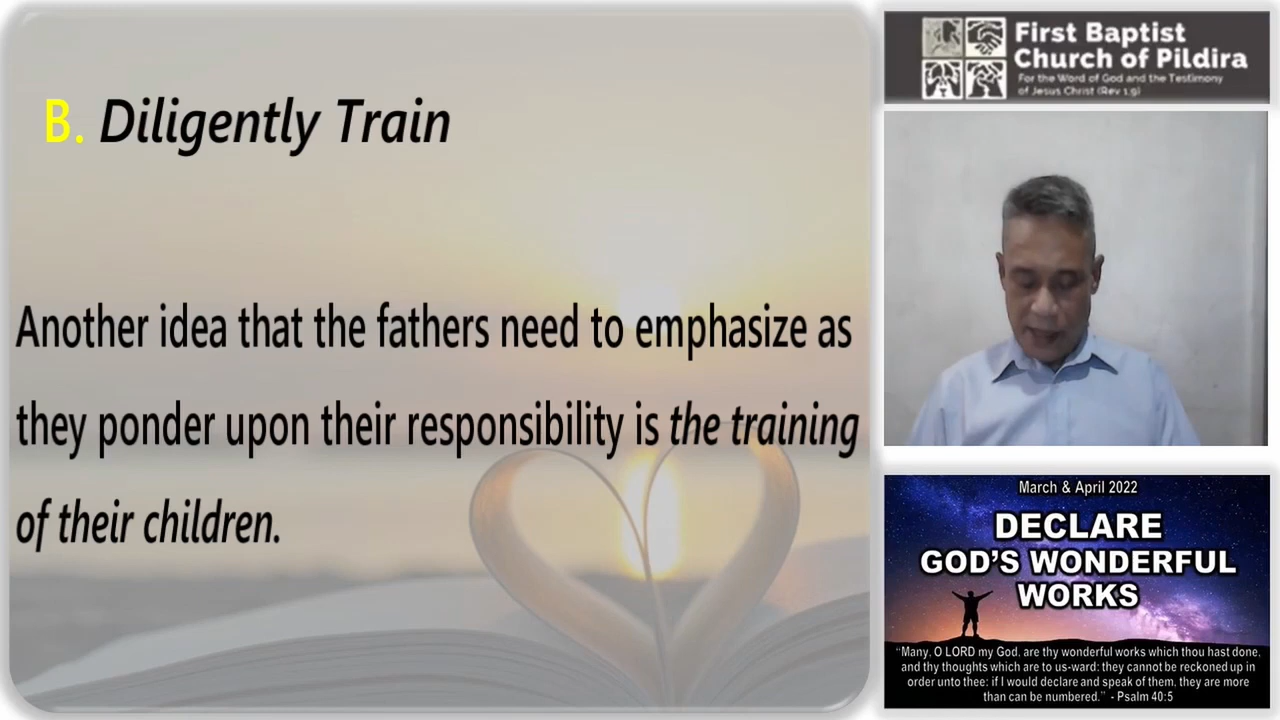 B. Diligently Train
Another idea that the fathers need to emphasize as
they ponder upon their responsibility is the training
of their children.
First Baptist
Church of Pildira
For the Word of God and the Testimony
of Jesus Christ (Rev 1:9)
March & April 2022
DECLARE
GOD'S WONDERFUL
WORKS
"Many, O LORD my God, are thy wonderful works which thou hast done,
and thy thoughts which are to us-ward: they cannot be reckoned up in
order unto thee: if I would declare and speak of them, they are more
than can be numbered." - Psalm 40:5